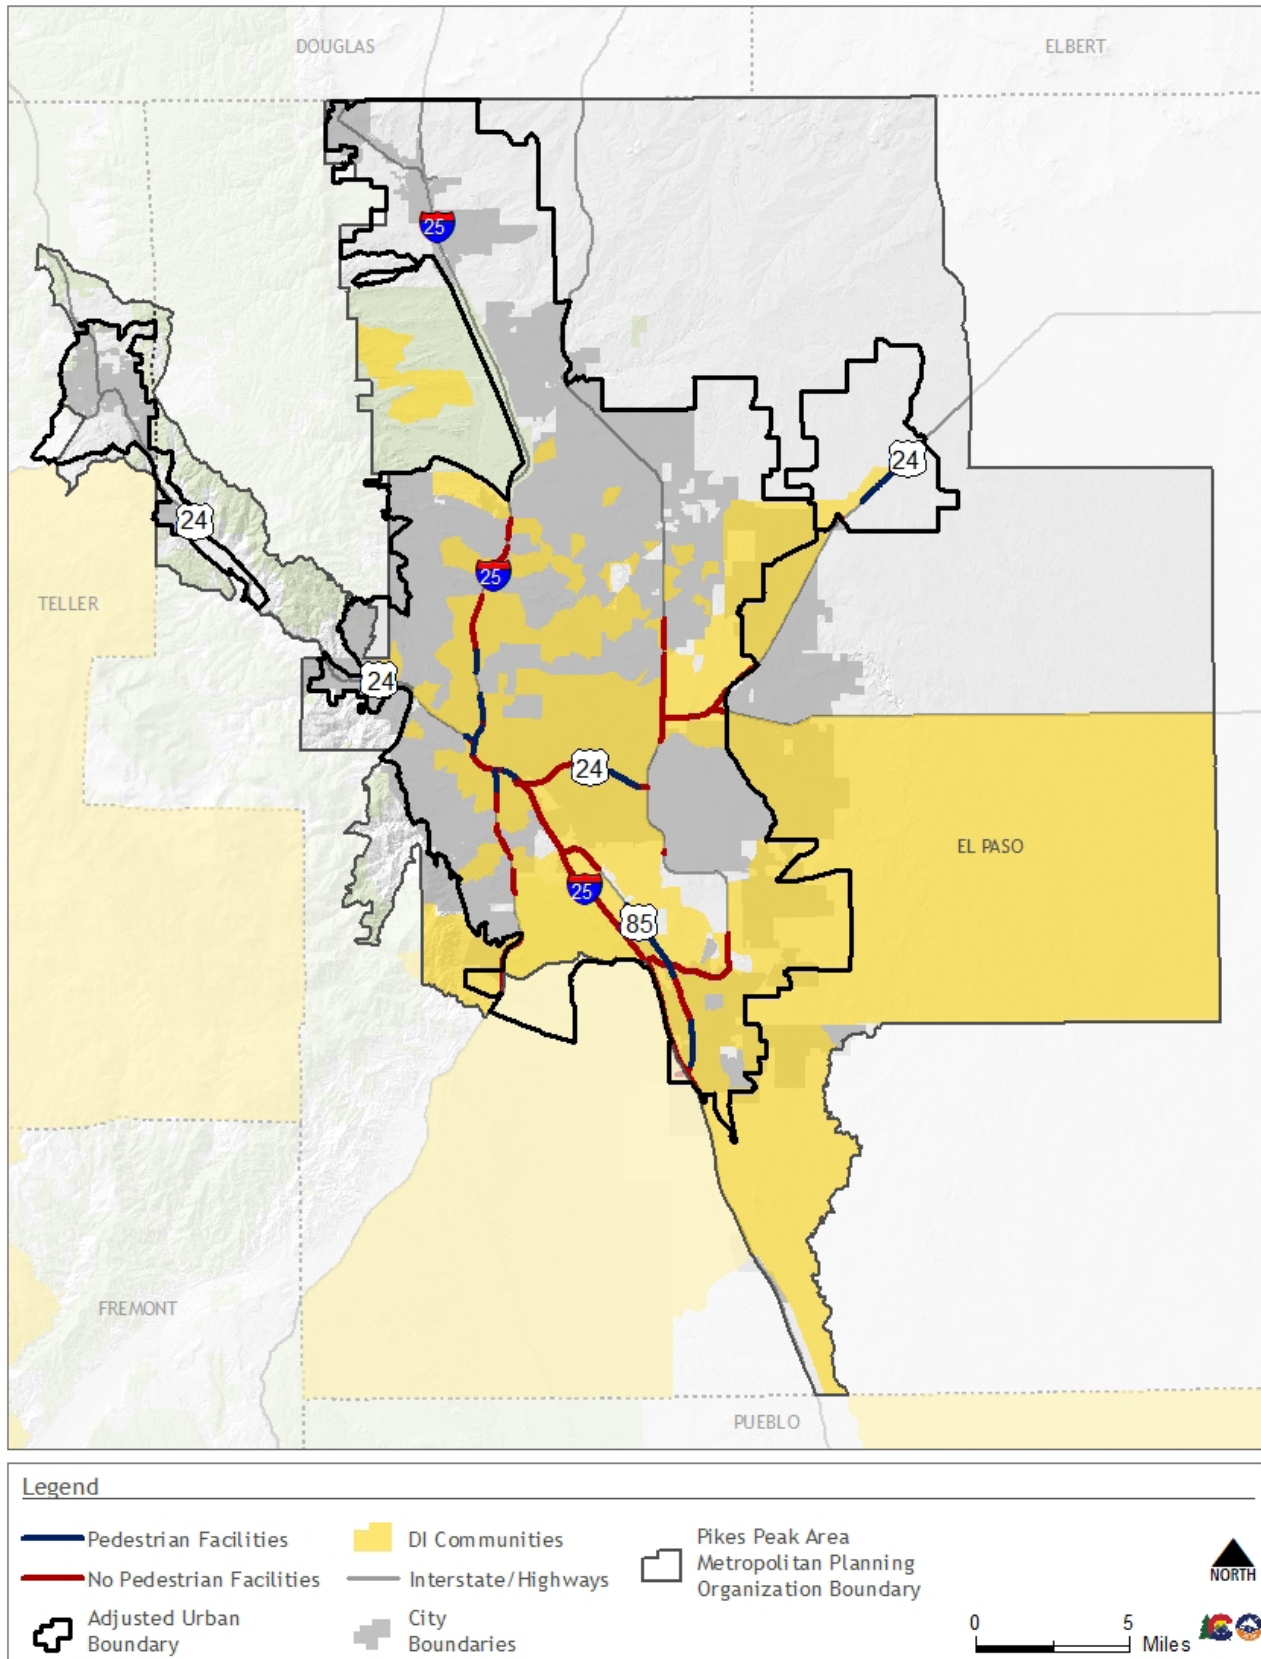 DOUGLAS
ELBERT
25
24
24
25
TELLER
24
24
EL PASO
25
85
FREMONT
PUEBLO
Legend
Pedestrian Facilities
No Pedestrian Facilities
Adjusted Urban
Boundary
DI Communities
Interstate/Highways
City
Boundaries
Pikes Peak Area
Metropolitan Planning
Organization Boundary
NORTH
0 5 Miles